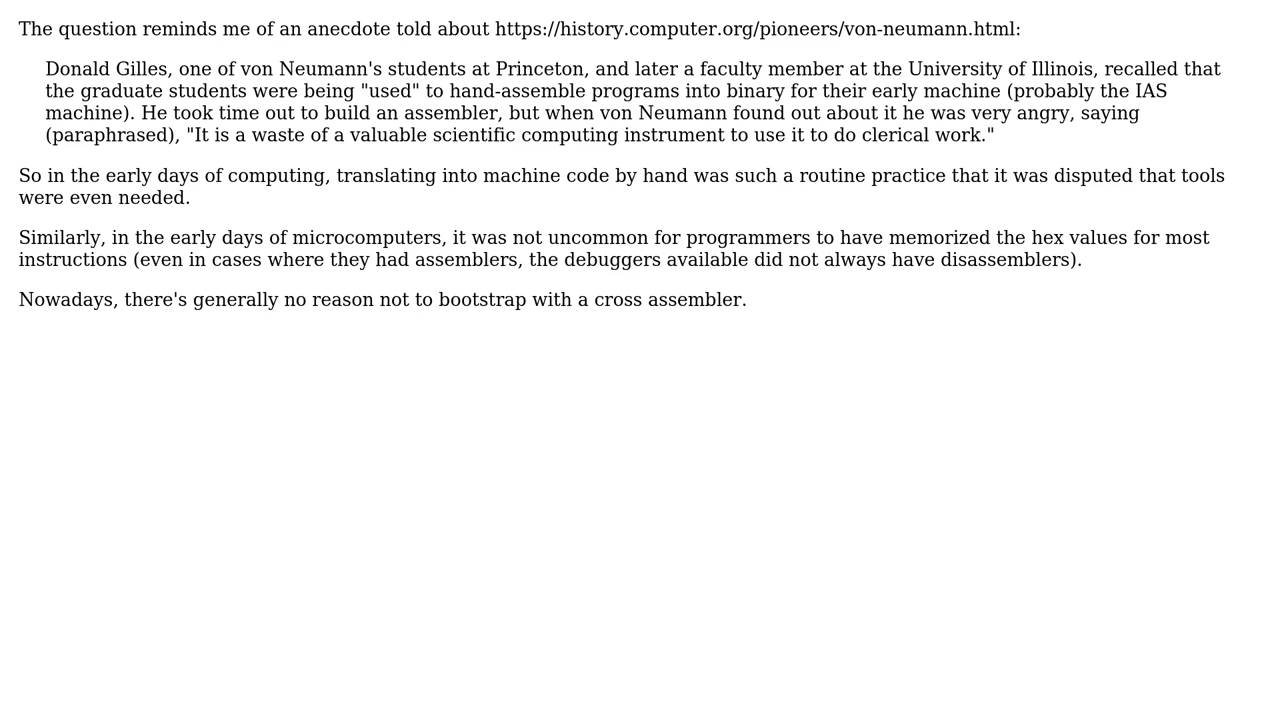 The question reminds me of an anecdote told about https://history.computer.org/pioneers/von-neumann.html:
Donald Gilles, one of von Neumann's students at Princeton, and later a faculty member at the University of Illinois, recalled that
the graduate students were being "used" to hand-assemble programs into binary for their early machine (probably the IAS
machine). He took time out to build an assembler, but when von Neumann found out about it he was very angry, saying
(paraphrased), "It is a waste of a valuable scientific computing instrument to use it to do clerical work."
So in the early days of computing, translating into machine code by hand was such a routine practice that it was disputed that tools
were even needed.
Similarly, in the early days of microcomputers, it was not uncommon for programmers to have memorized the hex values for most
instructions (even in cases where they had assemblers, the debuggers available did not always have disassemblers).
Nowadays, there's generally no reason not to bootstrap with a cross assembler.